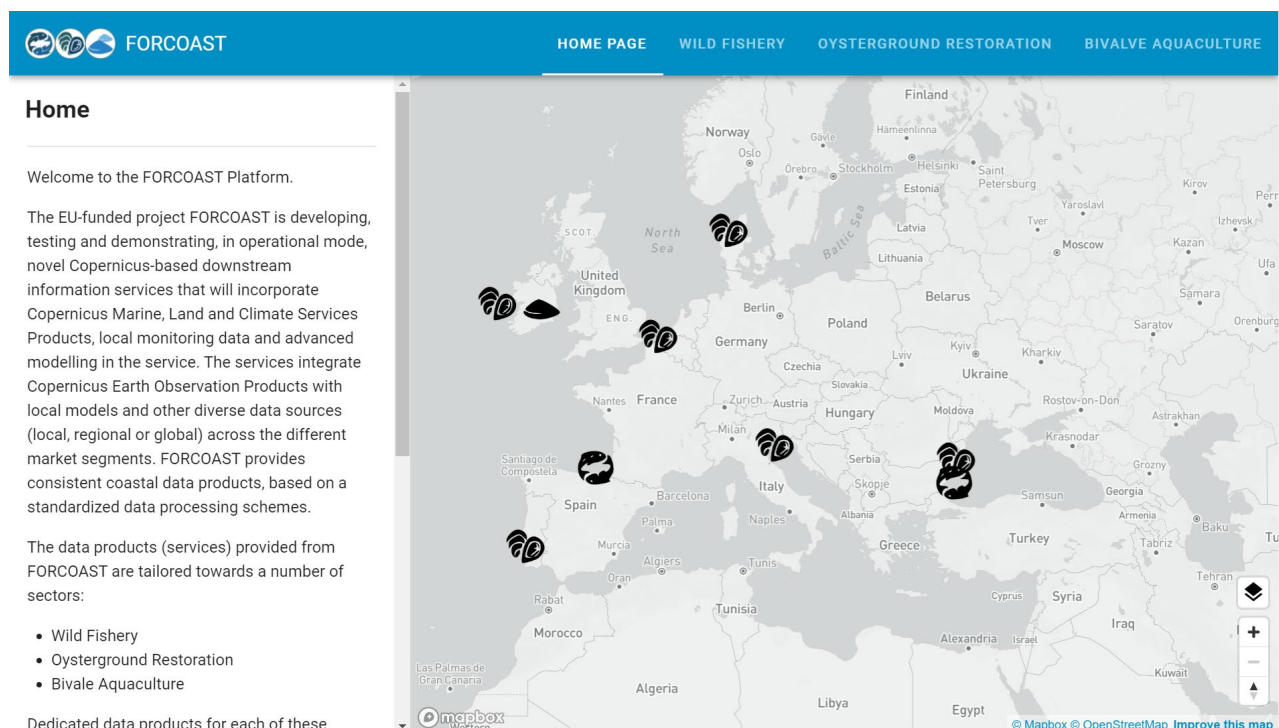 FORCOAST
HOME PAGE
WILD FISHERY
OYSTERGROUND RESTORATION
BIVALVE AQUACULTURE
Home
Welcome to the FORCOAST Platform.
The EU-funded project FORCOAST is developing,
testing and demonstrating, in operational mode,
novel Copernicus-based downstream
information services that will incorporate
Copernicus Marine, Land and Climate Services
Products, local monitoring data and advanced
modelling in the service. The services integrate
Copernicus Earth Observation Products with
local models and other diverse data sources
(local, regional or global) across the different
market segments. FORCOAST provides
consistent coastal data products, based on a
standardized data processing schemes.
The data products (services) provided from
FORCOAST are tailored towards a number of
sectors:
• Wild Fishery
• Oysterground Restoration
• Bivale Aquaculture
Dedicated data products for each of these
Finland
Norway
Gävle
Hämeenlinna
Oslo
Örebro
Stockholm
Helsinki
Saint
Petersburg
Estonia
Kirov
Perr
Yaroslavl
Tver
Izhevsk
SCOT.
North
Sea
Baltic Sea
Latvia
Moscow
Kazan
Lithuania
Ufa
United
Kingdom
Samara
Belarus
ENG.
Berlin
Poland
Saratov
Orenburg
Germany
Kyiv
Kharkiv
Czechia
Lviv
Ukraine
Slovakia
Nantes
France
Zurich
Austria
Hungary
Moldova
Rostov-on-Don
Astrakhan
Milan
Krasnodar
Santiago de
Compostela
Serbia
Grozny
Spain
Barcelona
Italy
Skopje
Samsun
Georgia
Palma
Naples
Albania
Armenia
Baku
Murcia
Greece
Turkey
Tabriz
Tu
Algiers
Tunis
Oran
Tehran
Rabat
Tunisia
Cyprus
Syria
Morocco
Alexandria
Israel
Iraq
Las Palmas de
Gran Canaria
Kuwait
Algeria
Libya
Egypt
mapbox
Western
© Mapbox © OpenStreetMap Improve this map